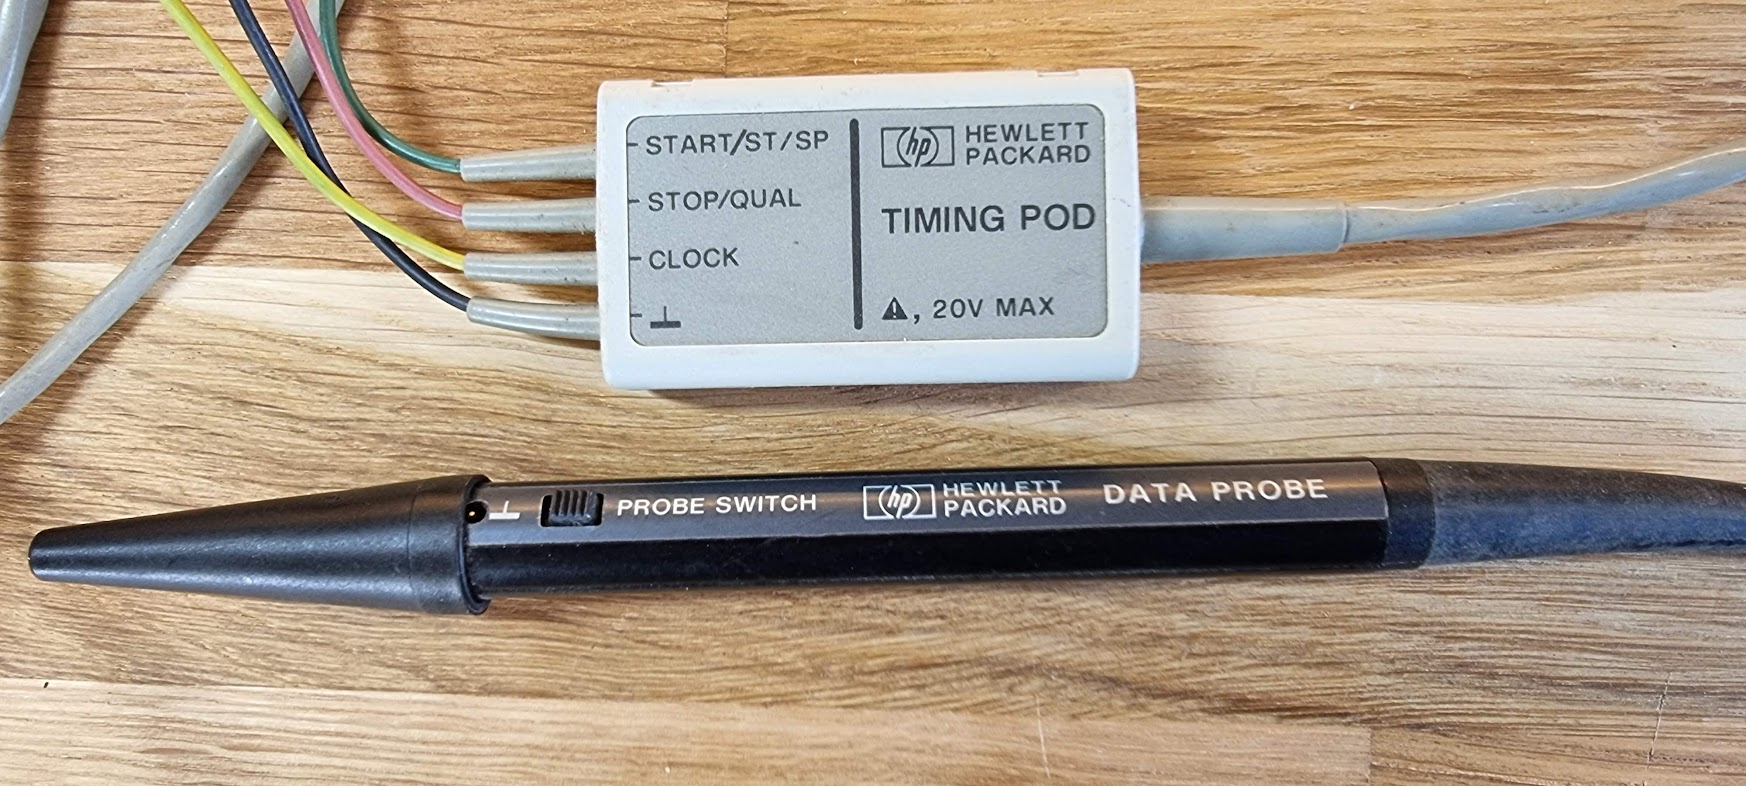 START/ST/SP
STOP/QUAL
CLOCK
hp HEWLETT
PACKARD
TIMING POD
, 20V MAX
PROBE SWITCH
hp HEWLETT
PACKARD
DATA PROBE